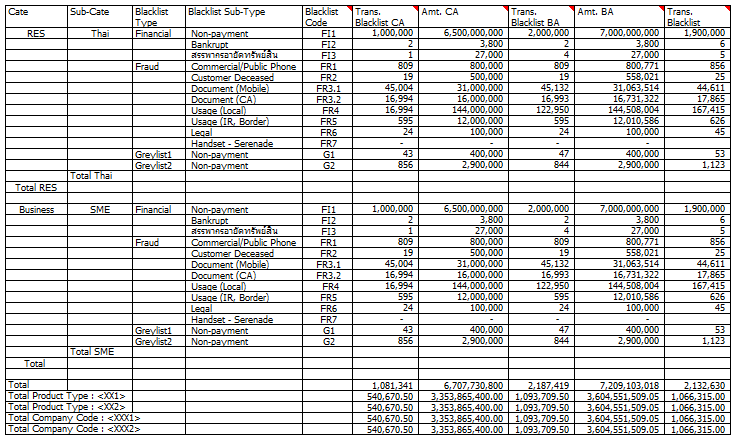 Cate Sub-Cate Blacklist Type Blacklist Sub-Type Blacklist Code Trans. Blacklist CA Amt. CA Trans. Blacklist BA Amt. BA Trans. Blacklist
RES Thai Financial Non-payment FI1 1,000,000 6,500,000,000 2,000,000 7,000,000,000 1,900,000
Bankrupt FI2 2 3,800 2 3,800 6
สรรพากรอายัดทรัพย์สิน FI3 1 27,000 4 27,000 5
Fraud Commercial/Public Phone FR1 809 800,000 809 800,771 856
Customer Deceased FR2 19 500,000 19 558,021 25
Document (Mobile) FR3.1 45,004 31,000,000 45,132 31,063,514 44,611
Document (CA) FR3.2 16,994 16,000,000 16,993 16,731,322 17,865
Usage (Local) FR4 16,994 144,000,000 122,950 144,508,004 167,415
Usage (IR, Border) FR5 595 12,000,000 595 12,010,586 626
Legal FR6 24 100,000 24 100,000 45
Handset - Serenade FR7 - - - - -
Greylist1 Non-payment G1 43 400,000 47 400,000 53
Greylist2 Non-payment G2 856 2,900,000 844 2,900,000 1,123
Total Thai
Total RES
Business SME Financial Non-payment FI1 1,000,000 6,500,000,000 2,000,000 7,000,000,000 1,900,000
Bankrupt FI2 2 3,800 2 3,800 6
สรรพากรอายัดทรัพย์สิน FI3 1 27,000 4 27,000 5
Fraud Commercial/Public Phone FR1 809 800,000 809 800,771 856
Customer Deceased FR2 19 500,000 19 558,021 25
Document (Mobile) FR3.1 45,004 31,000,000 45,132 31,063,514 44,611
Document (CA) FR3.2 16,994 16,000,000 16,993 16,731,322 17,865
Usage (Local) FR4 16,994 144,000,000 122,950 144,508,004 167,415
Usage (IR, Border) FR5 595 12,000,000 595 12,010,586 626
Legal FR6 24 100,000 24 100,000 45
Handset - Serenade FR7 - - - - -
Greylist1 Non-payment G1 43 400,000 47 400,000 53
Greylist2 Non-payment G2 856 2,900,000 844 2,900,000 1,123
Total SME
Total
Total 1,081,341 6,707,730,800 2,187,419 7,209,103,018 2,132,630
Total Product Type : <XX1> 540,670.50 3,353,865,400.00 1,093,709.50 3,604,551,509.05 1,066,315.00
Total Product Type : <XX2> 540,670.50 3,353,865,400.00 1,093,709.50 3,604,551,509.05 1,066,315.00
Total Company Code : <XXX1> 540,670.50 3,353,865,400.00 1,093,709.50 3,604,551,509.05 1,066,315.00
Total Company Code : <XXX2> 540,670.50 3,353,865,400.00 1,093,709.50 3,604,551,509.05 1,066,315.00